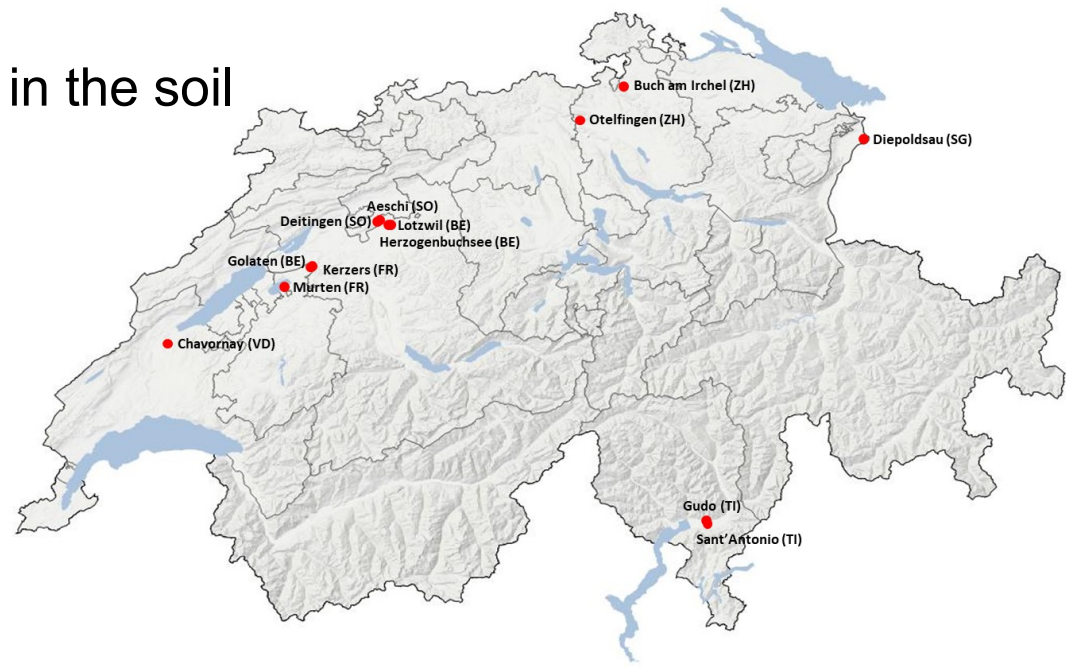 in the soil
Buch am Irchel (ZH)
Otelfingen (ZH)
Diepoldsau (SG)
Aeschi (SO)
Deitingen (SO)
Lotzwil (BE)
Herzogenbuchsee (BE)
Golaten (BE)
Kerzers (FR)
Murten (FR)
Chavornay (VD)
Gudo (TI)
Sant’Antonio (TI)